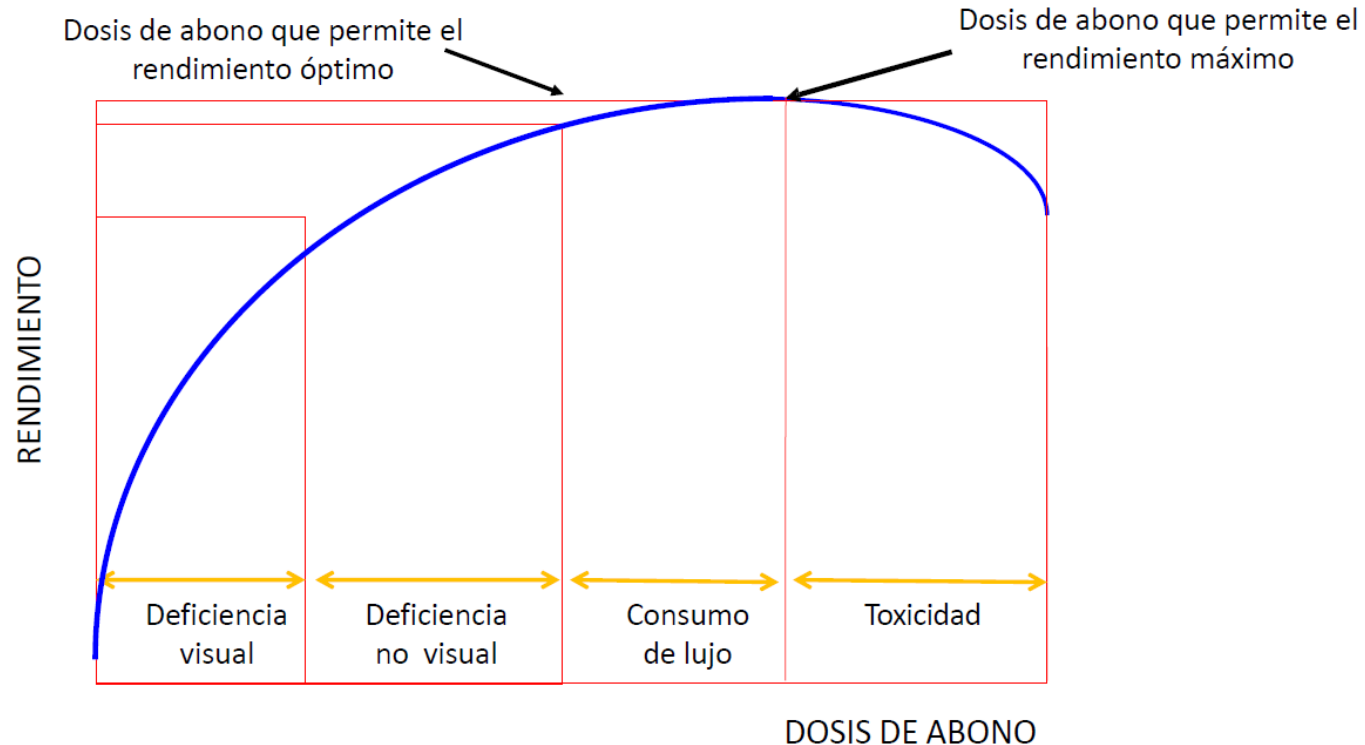 Dosis de abono que permite el
rendimiento óptimo
Dosis de abono que permite el
rendimiento máximo
RENDIMIENTO
Deficiencia
visual
Deficiencia
no visual
Consumo
de lujo
Toxicidad
DOSIS DE ABONO